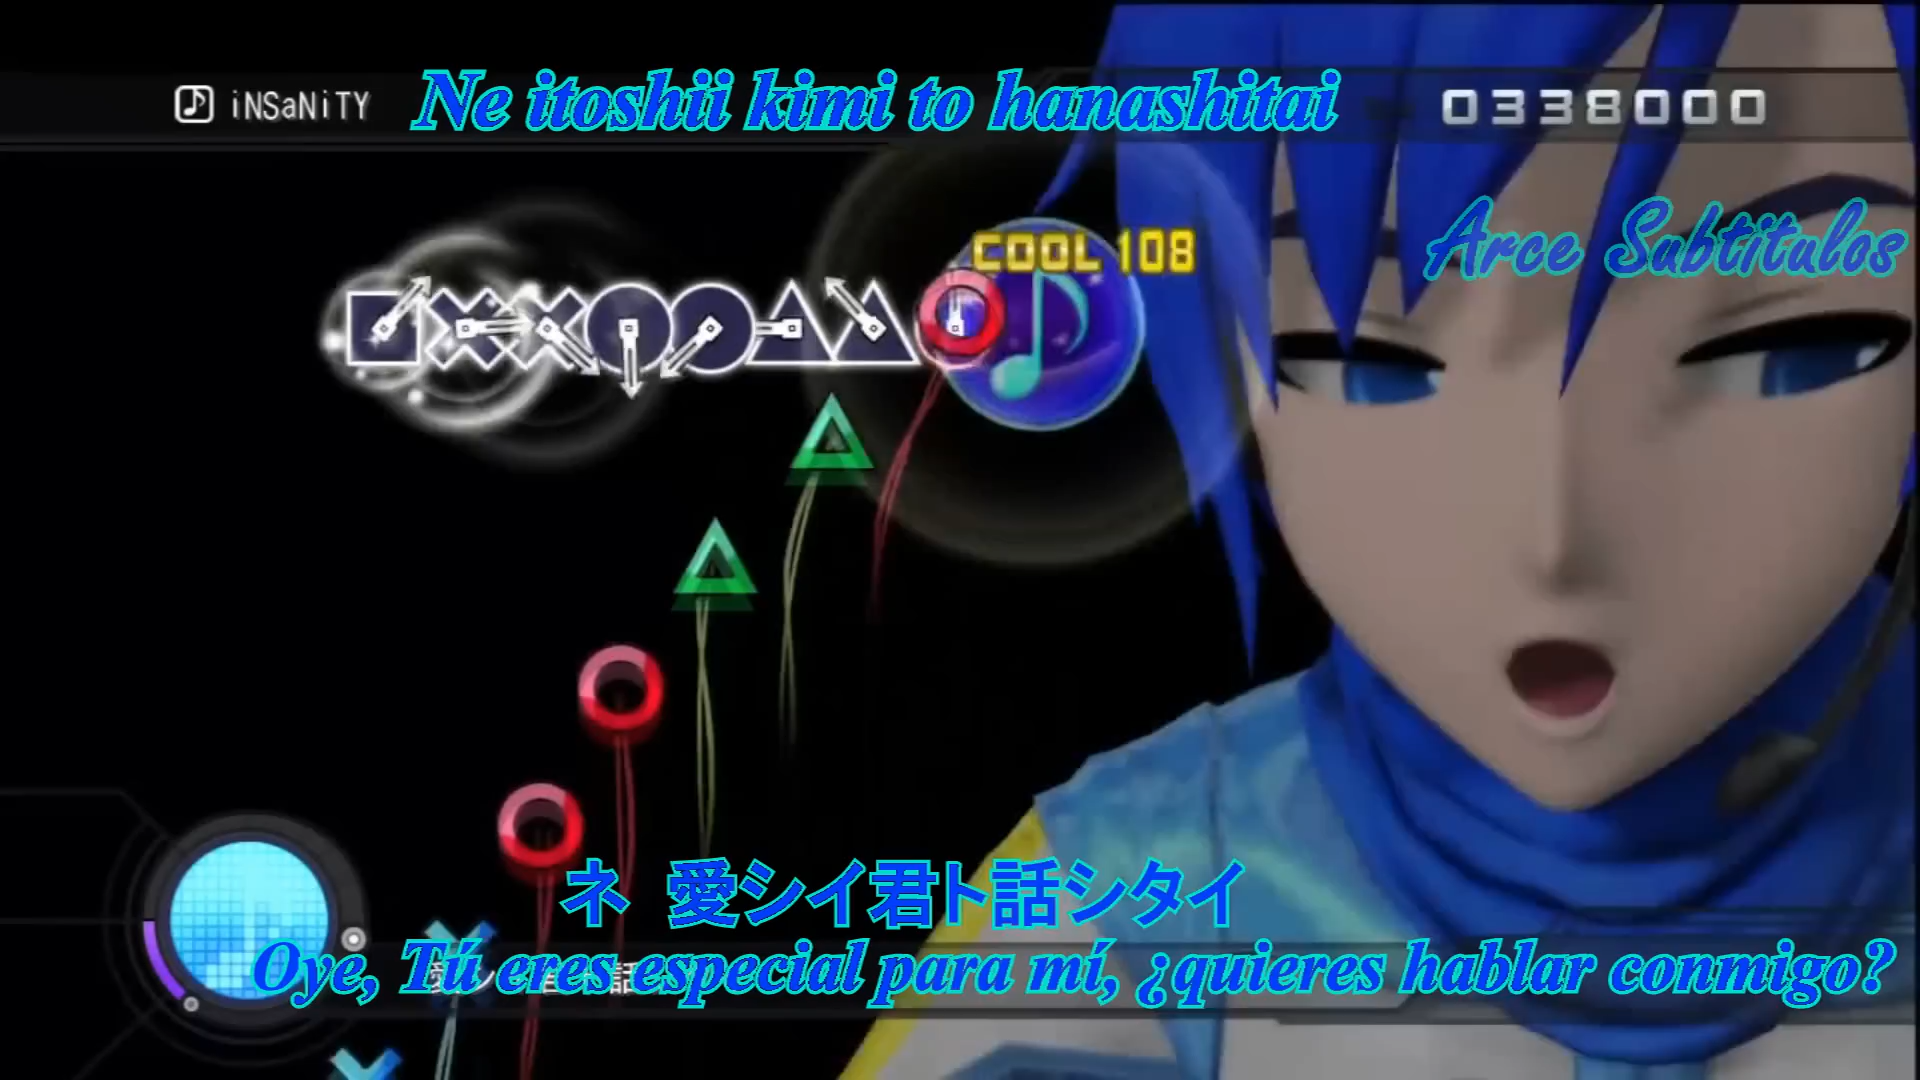 iNSaNiTY
Ne itoshii kimi to hanashitai
0338000
Arce Subtitulos
COOL 108
ネ 愛シイ君ト話シタイ
Oye, Tú eres especial para mí, ¿quieres hablar conmigo?